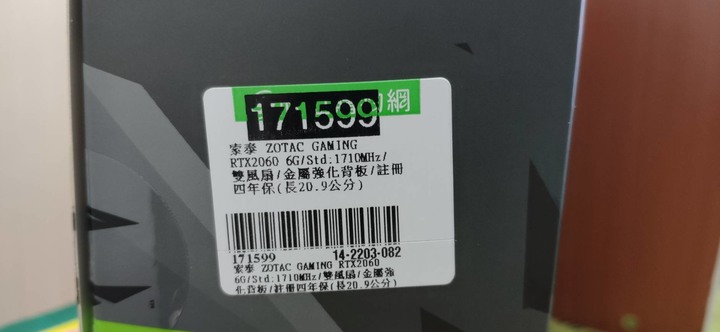 網
171599
索泰 ZOTAC GAMING
RTX2060 6G/Std:1710MHz/
雙風扇/金屬強化背板/註冊
四年保(長20.9公分)
171599 14-2203-082
索泰 ZOTAC GAMING RTX2060
6G/Std:1710MHz/雙風扇/金屬強
化背板/註冊四年保(長20.9公分)